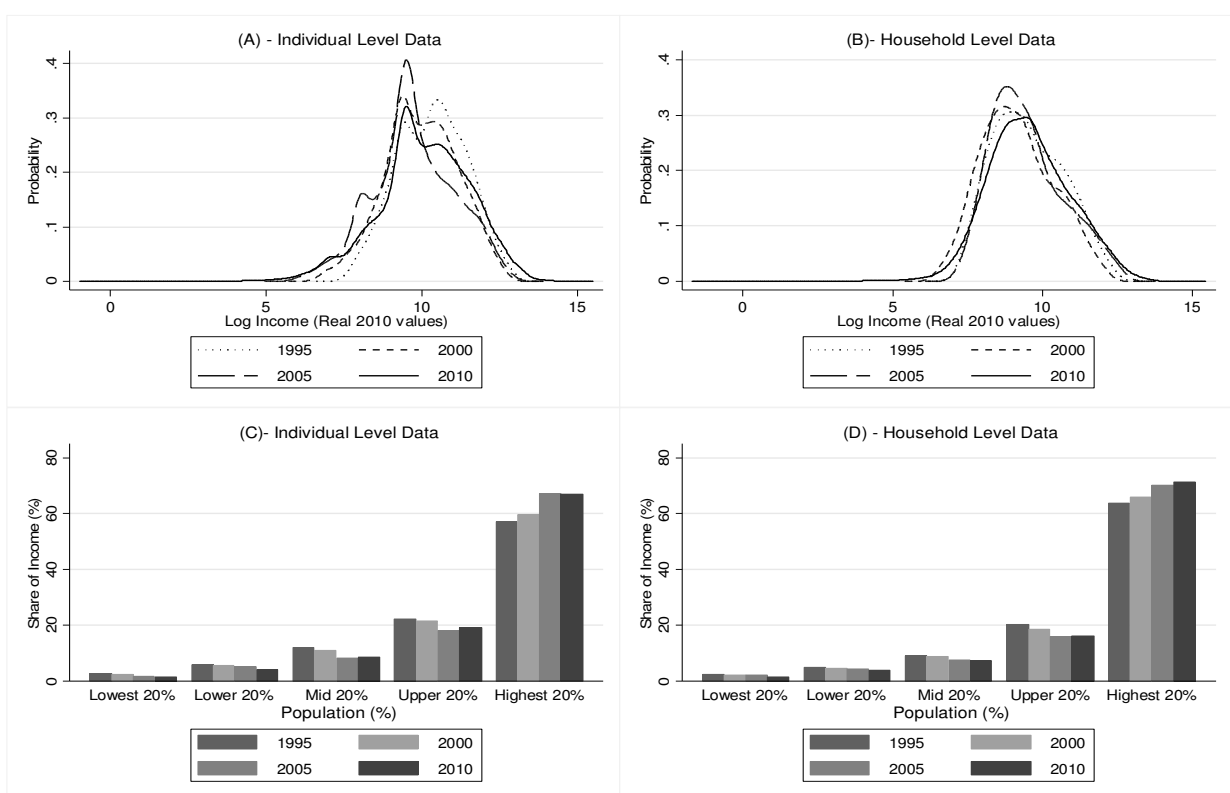 (A) - Individual Level Data
Probability
.4
.3
.2
.1
0
0 5 10 15
Log Income (Real 2010 values)
1995 2000
2005 2010
(B)- Household Level Data
Probability
.4
.3
.2
.1
0
0 5 10 15
Log Income (Real 2010 values)
1995 2000
2005 2010
(C)- Individual Level Data
Share of Income (%)
80
60
40
20
0
Lowest 20% Lower 20% Mid 20% Upper 20% Highest 20%
Population (%)
1995 2000
2005 2010
(D) - Household Level Data
Share of Income (%)
80
60
40
20
0
Lowest 20% Lower 20% Mid 20% Upper 20% Highest 20%
Population (%)
1995 2000
2005 2010